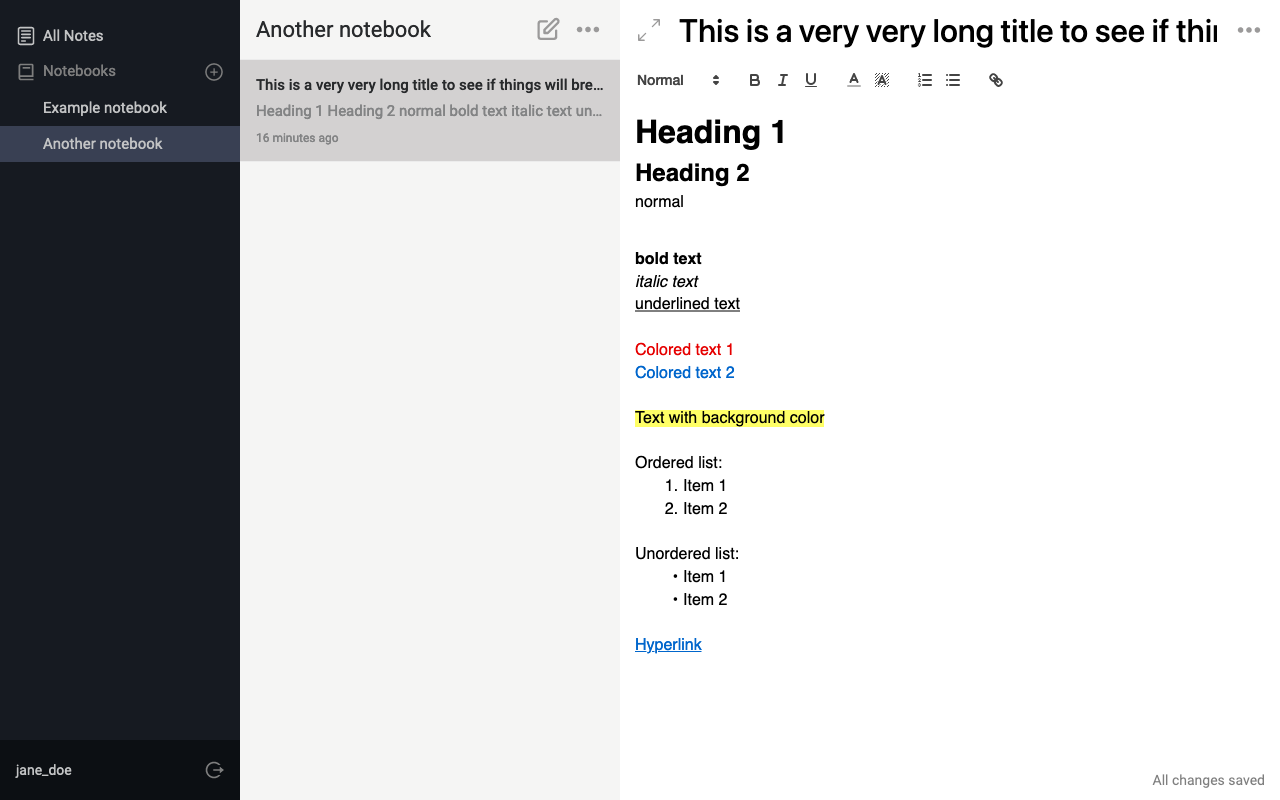 All Notes
Notebooks
Example notebook
Another notebook
jane_doe
Another notebook
This is a very very long title to see if things will bre...
Heading 1 Heading 2 normal bold text italic text un...
16 minutes ago
This is a very very long title to see if thin
Normal
B I U A A
Heading 1
Heading 2
normal
bold text
italic text
underlined text
Colored text 1
Colored text 2
Text with background color
Ordered list:
1. Item 1
2. Item 2
Unordered list:
• Item 1
• Item 2
Hyperlink
All changes saved